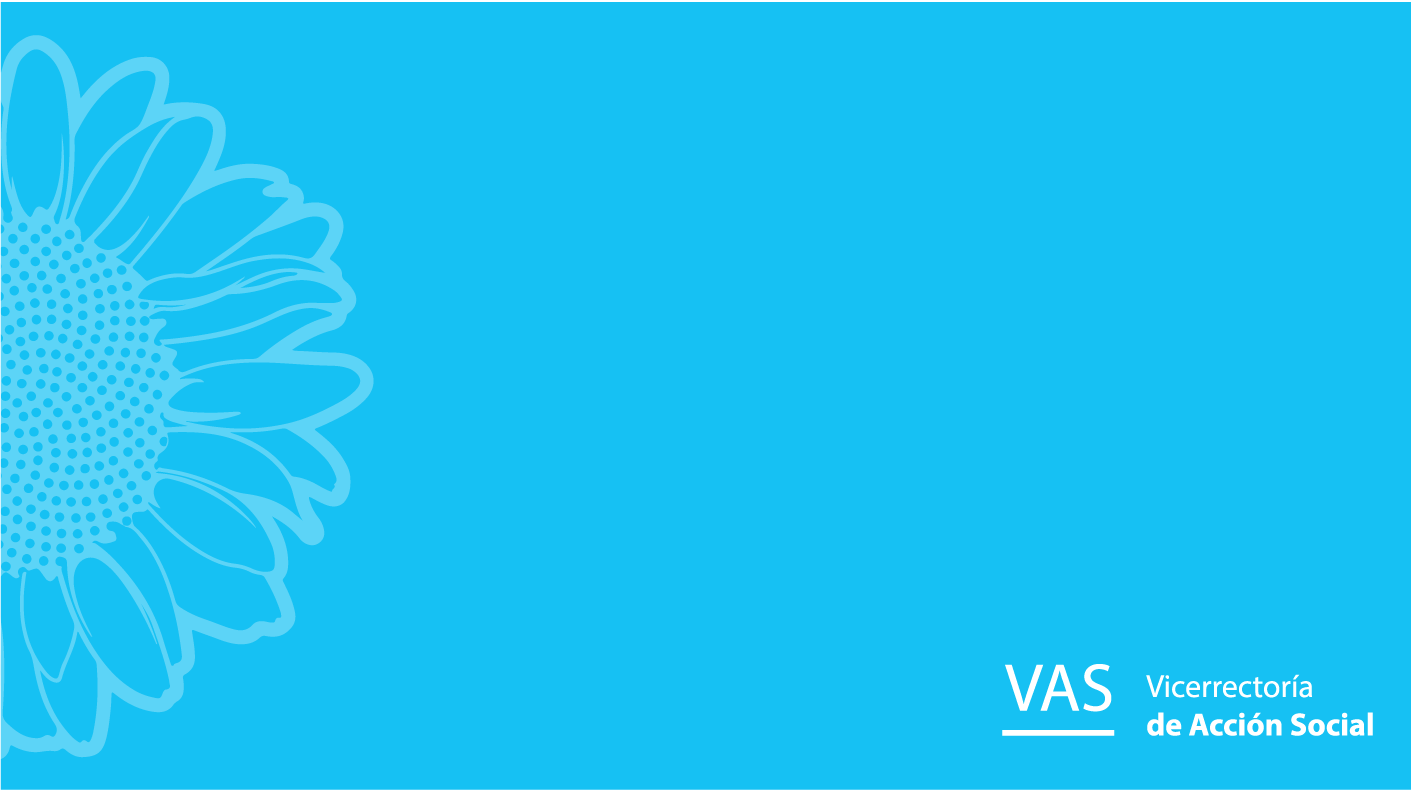 VAS
Vicerrectoría
de Acción Social